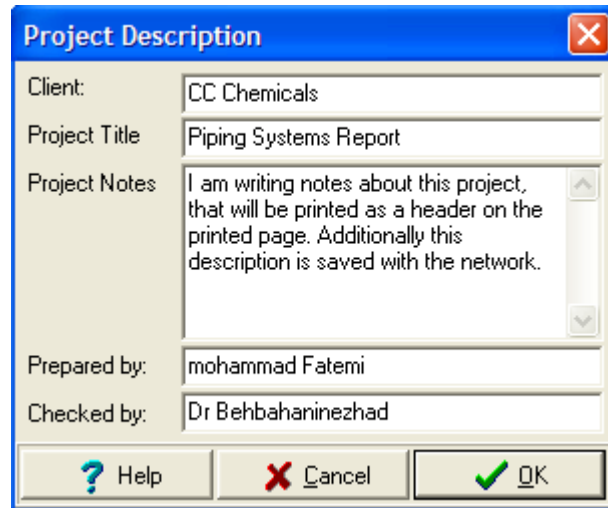 Project Description
Client:
CC Chemicals
Project Title
Piping Systems Report
Project Notes
I am writing notes about this project,
that will be printed as a header on the
printed page. Additionally this
description is saved with the network.
Prepared by:
mohammad Fatemi
Checked by:
Dr Behbahaninezhad
? Help
Cancel
OK